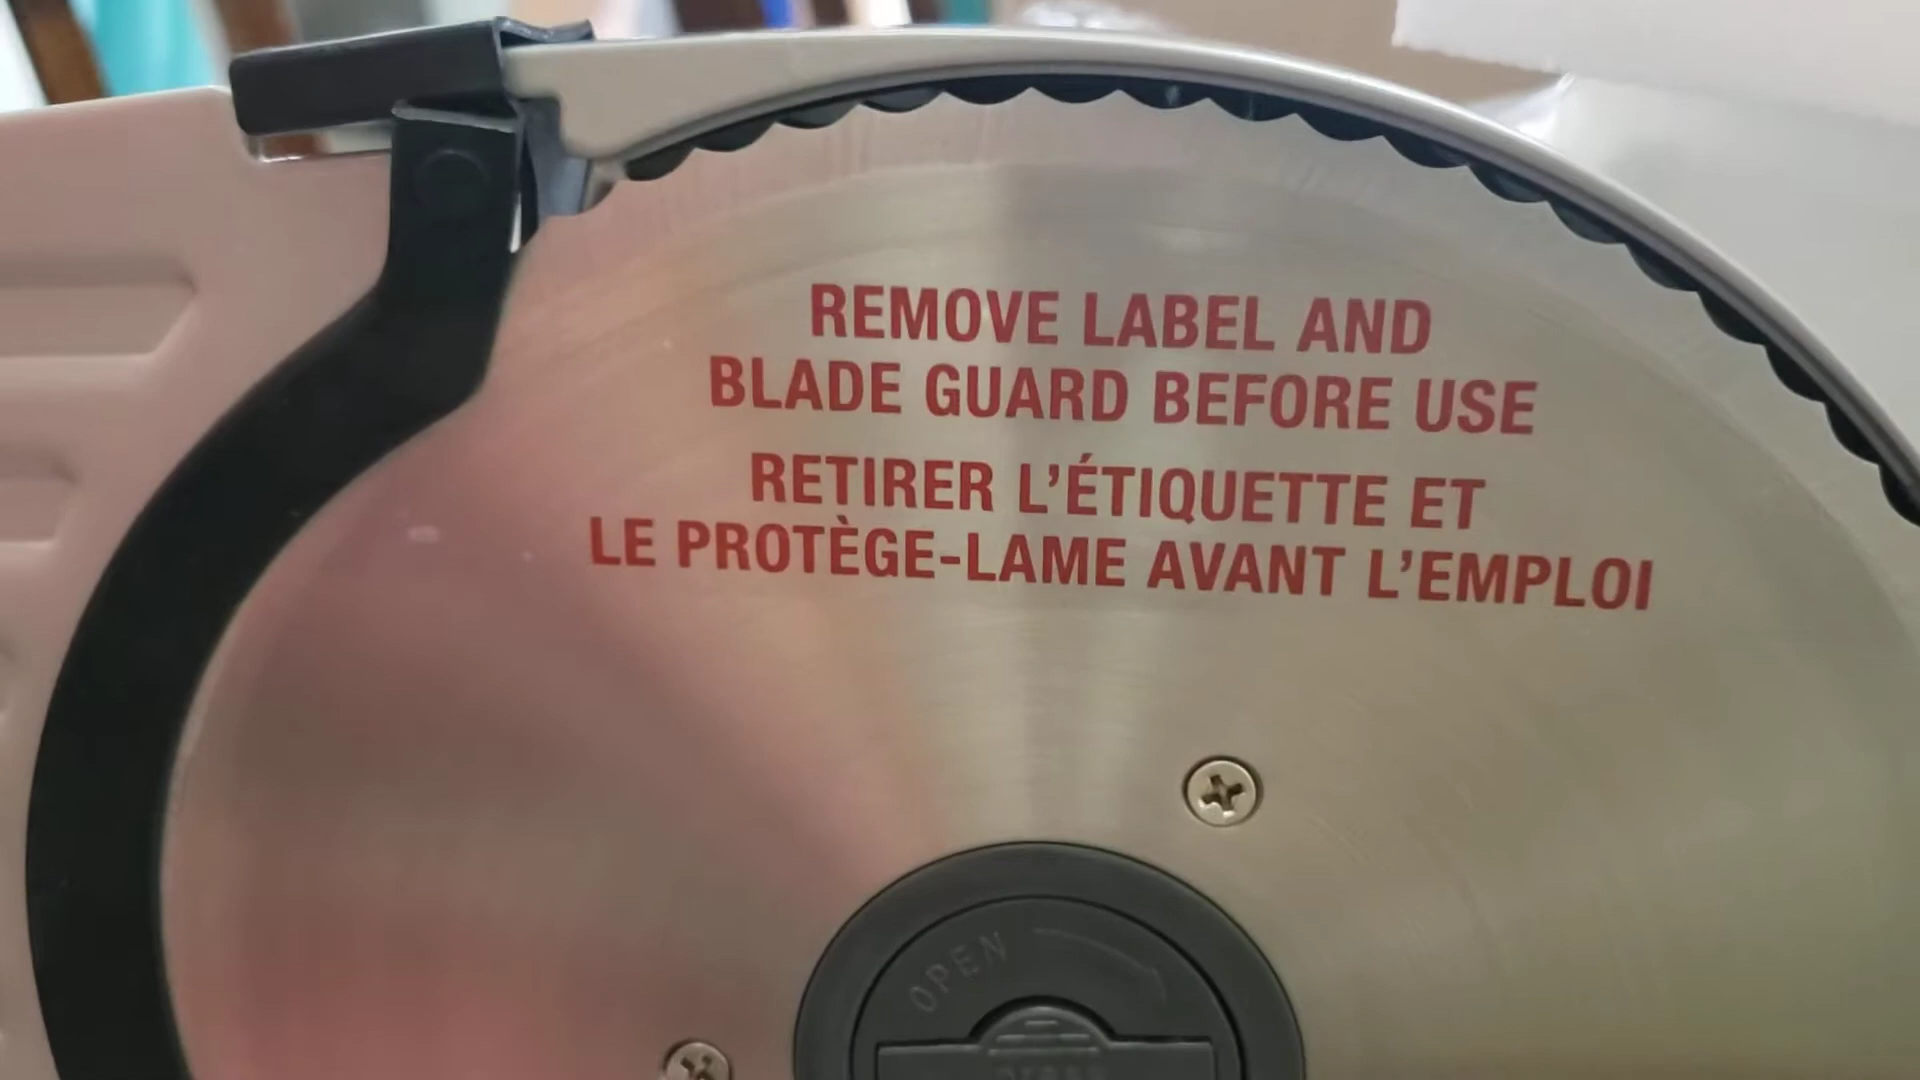 REMOVE LABEL AND
BLADE GUARD BEFORE USE
RETIRER L'ÉTIQUETTE ET
LE PROTÈGE-LAME AVANT L'EMPLOI
OPEN